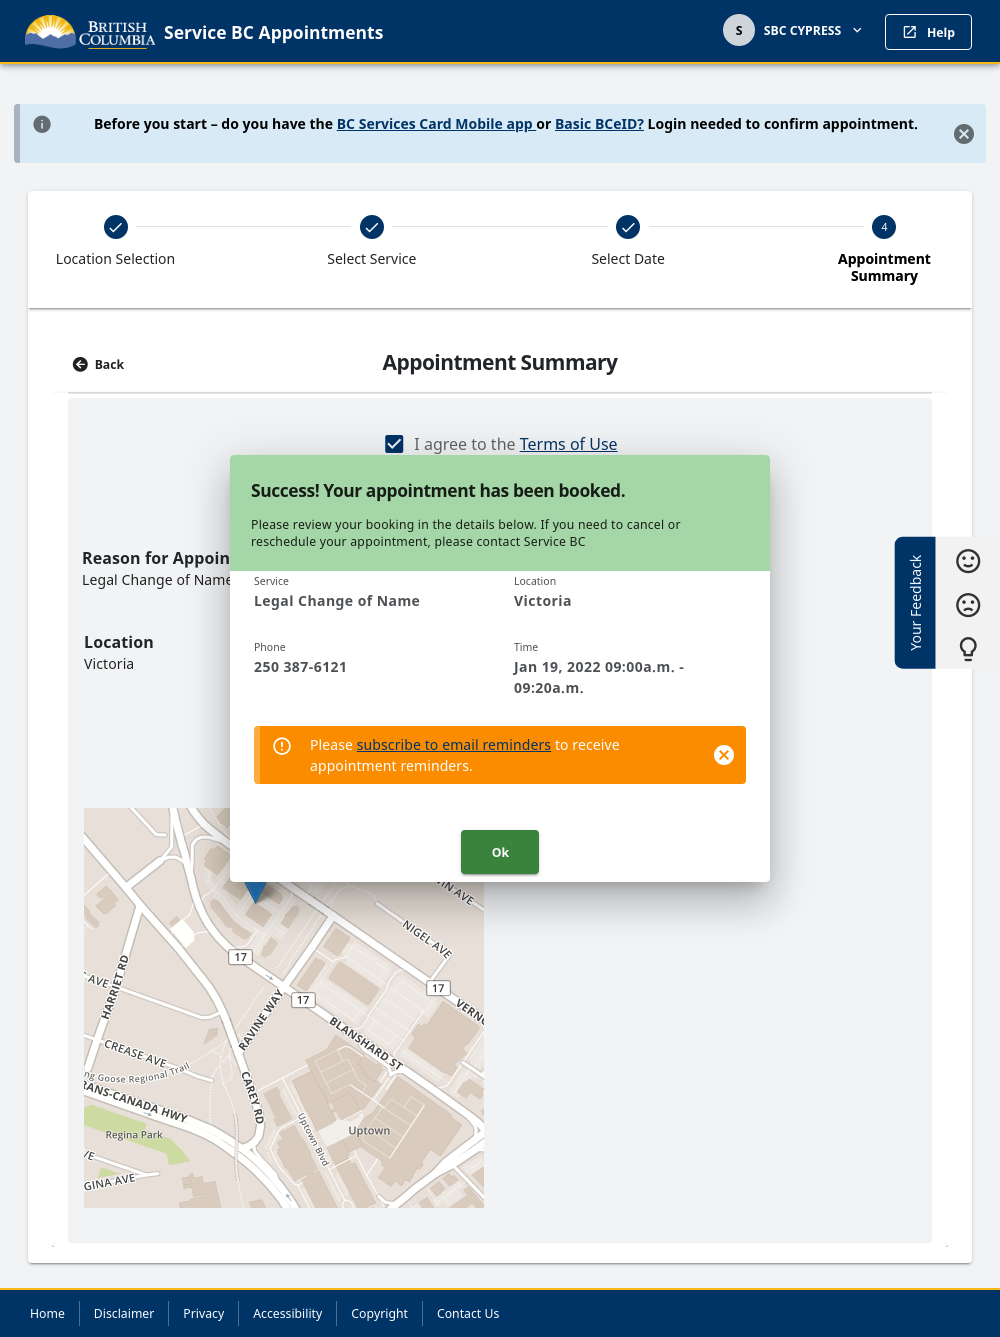 BRITISH COLUMBIA
Service BC Appointments
S SBC CYPRESS
Help
Before you start – do you have the BC Services Card Mobile app or Basic BCeID? Login needed to confirm appointment.
Location Selection
Select Service
Select Date
4
Appointment
Summary
Back
Appointment Summary
I agree to the Terms of Use
Success! Your appointment has been booked.
Please review your booking in the details below. If you need to cancel or
reschedule your appointment, please contact Service BC
Reason for Appoin
Legal Change of Name
Location
Victoria
Service
Legal Change of Name
Location
Victoria
Phone
250 387-6121
Time
Jan 19, 2022 09:00a.m. -
09:20a.m.
Please subscribe to email reminders to receive
appointment reminders.
Ok
Your Feedback
IN AVE
NIGEL AVE
17
17
17
AVE
HARRIET RD
RAVINE WAY
VERNO
BLANSHARD ST
CREASE AVE
ng Goose Regional Trail
RANS-CANADA HWY
CAREY RD
Regina Park
Uptown Blvd
Uptown
VE
GINA AVE
Home
Disclaimer
Privacy
Accessibility
Copyright
Contact Us